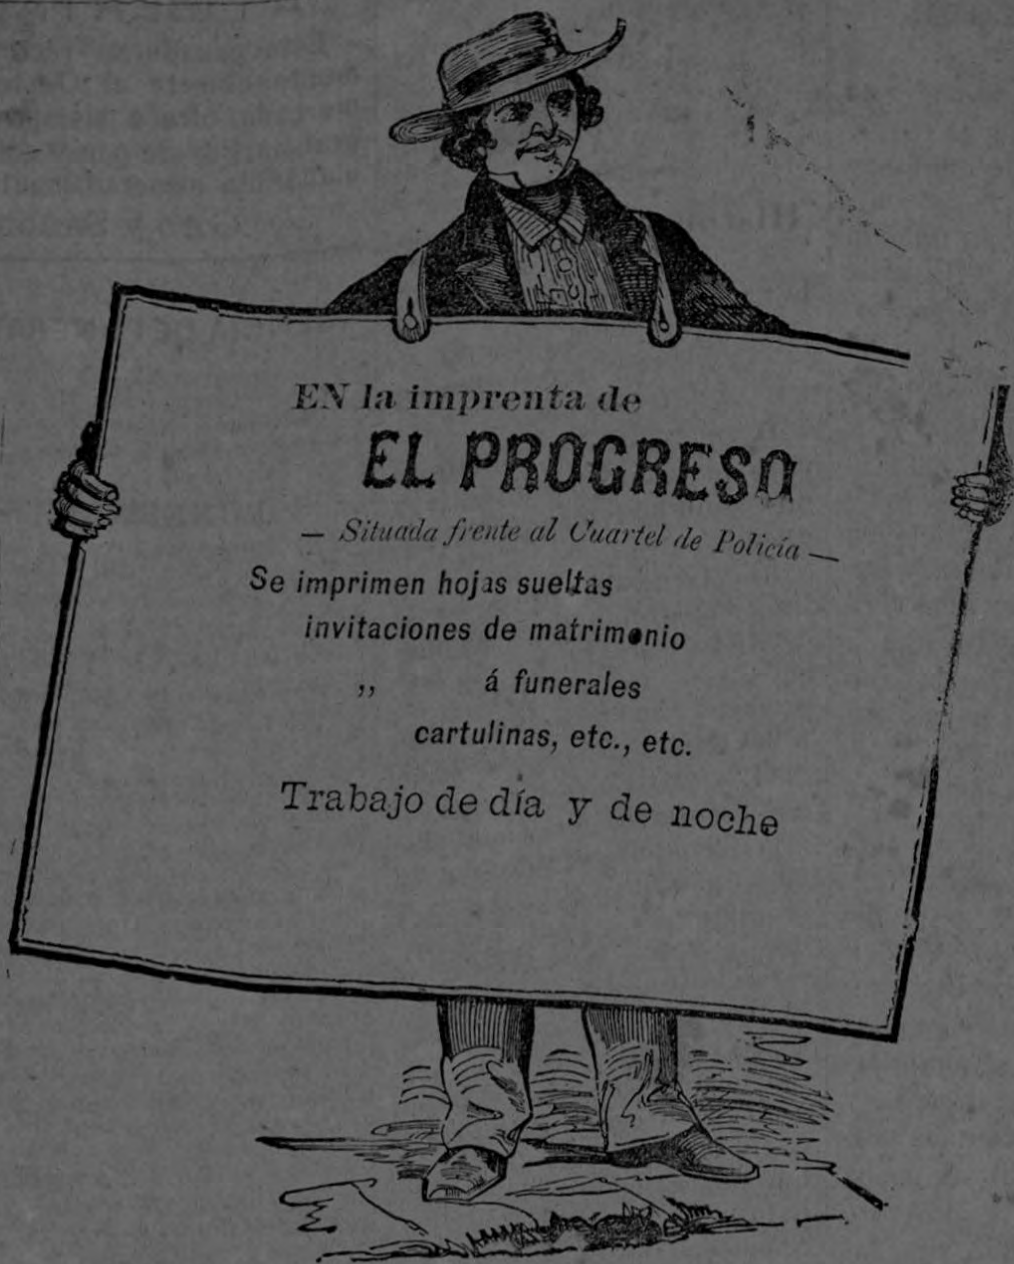 EN la imprenta de
EL PROGRESO
— Situada frente al Cuartel de Policía —
Se imprimen hojas sueltas
invitaciones de matrimonio
,, á funerales
cartulinas, etc., etc.
Trabajo de día y de noche